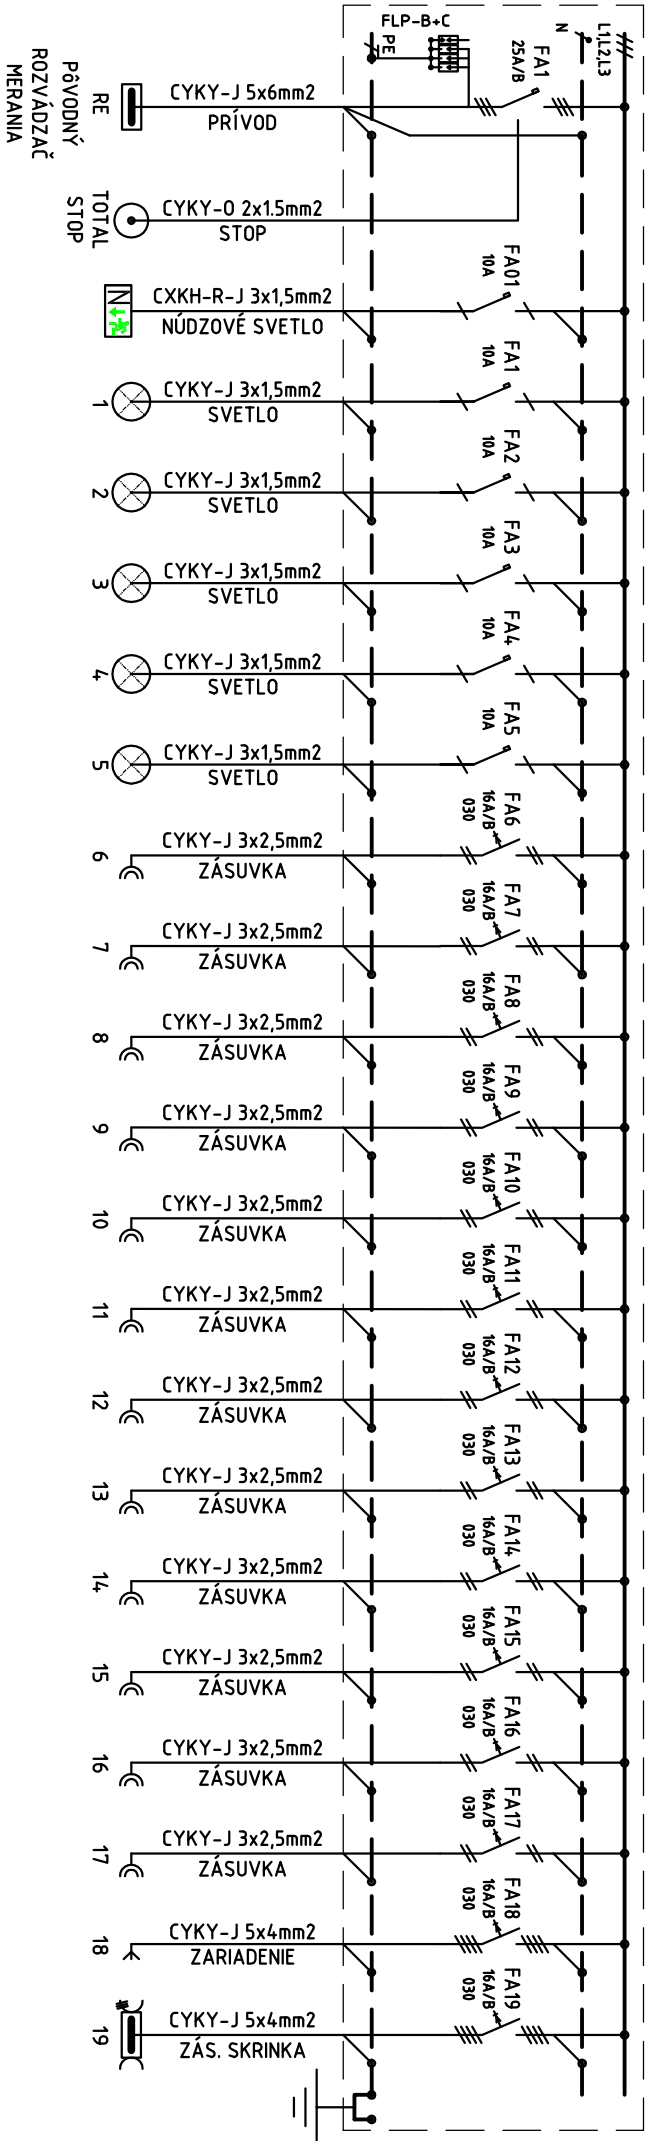 FLP-B+C
PE
N
L1,L2,L3
FA1
25A/B
CYKY-J 5x6mm2
PRÍVOD
RE
PôVODNÝ
ROZVÁDZAČ
MERANIA
CYKY-O 2x1.5mm2
STOP
TOTAL
STOP
FA01
10A
CXKH-R-J 3x1,5mm2
NÚDZOVÉ SVETLO
N
FA1
10A
CYKY-J 3x1,5mm2
SVETLO
1
FA2
10A
CYKY-J 3x1,5mm2
SVETLO
2
FA3
10A
CYKY-J 3x1,5mm2
SVETLO
3
FA4
10A
CYKY-J 3x1,5mm2
SVETLO
4
FA5
10A
CYKY-J 3x1,5mm2
SVETLO
5
FA6
16A/B
030
CYKY-J 3x2,5mm2
ZÁSUVKA
6
FA7
16A/B
030
CYKY-J 3x2,5mm2
ZÁSUVKA
7
FA8
16A/B
030
CYKY-J 3x2,5mm2
ZÁSUVKA
8
FA9
16A/B
030
CYKY-J 3x2,5mm2
ZÁSUVKA
9
FA10
16A/B
030
CYKY-J 3x2,5mm2
ZÁSUVKA
10
FA11
16A/B
030
CYKY-J 3x2,5mm2
ZÁSUVKA
11
FA12
16A/B
030
CYKY-J 3x2,5mm2
ZÁSUVKA
12
FA13
16A/B
030
CYKY-J 3x2,5mm2
ZÁSUVKA
13
FA14
16A/B
030
CYKY-J 3x2,5mm2
ZÁSUVKA
14
FA15
16A/B
030
CYKY-J 3x2,5mm2
ZÁSUVKA
15
FA16
16A/B
030
CYKY-J 3x2,5mm2
ZÁSUVKA
16
FA17
16A/B
030
CYKY-J 3x2,5mm2
ZÁSUVKA
17
FA18
16A/B
030
CYKY-J 5x4mm2
ZARIADENIE
18
FA19
16A/B
030
CYKY-J 5x4mm2
ZÁS. SKRINKA
19